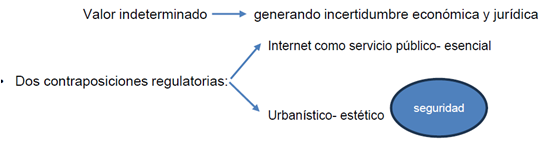 Valor indeterminado generando incertidumbre económica y jurídica
Internet como servicio público- esencial
• Dos contraposiciones regulatorias:
Urbanístico- estético seguridad